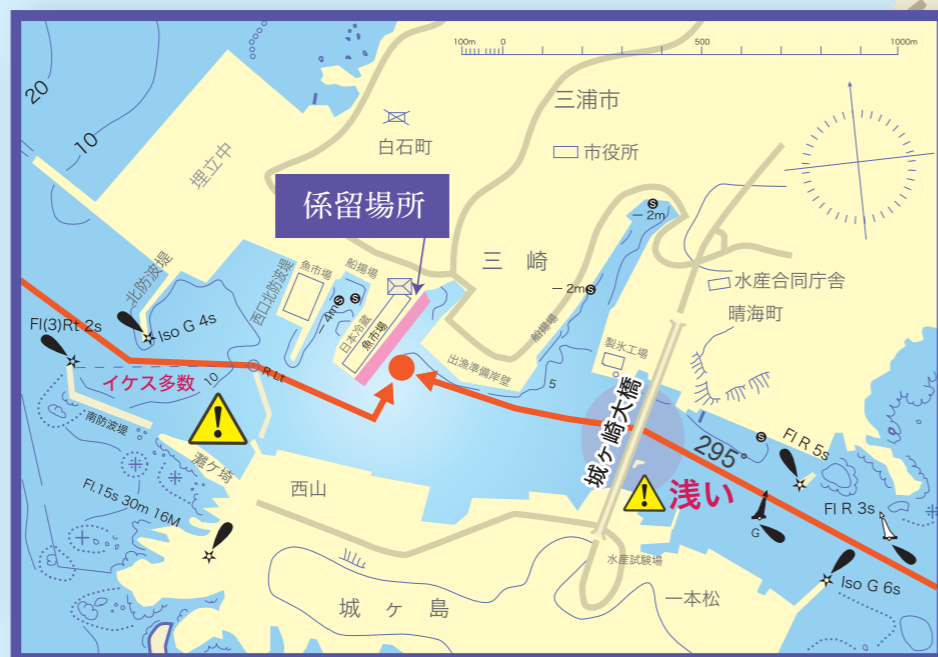 100m
0
500
1000m
20
10
三浦市
白石町
市役所
埋立中
係留場所
三崎
2m
北防波堤
西口北防波堤
魚市場
船揚場
4m
日本冷蔵
魚市場
2m
船揚場
水産合同庁舎
晴海町
製氷工場
出漁準備岸壁
5
Fl(3)Rt 2s
Iso G 4s
イケス多数
10
R Lt
南防波堤
灘ケ埼
城ヶ崎大橋
295°
浅い
Fl R 5s
Fl R 3s
G
Iso G 6s
Fl.15s 30m 16M
西山
水産試験場
城ヶ島
一本松
S
S
S
S
S